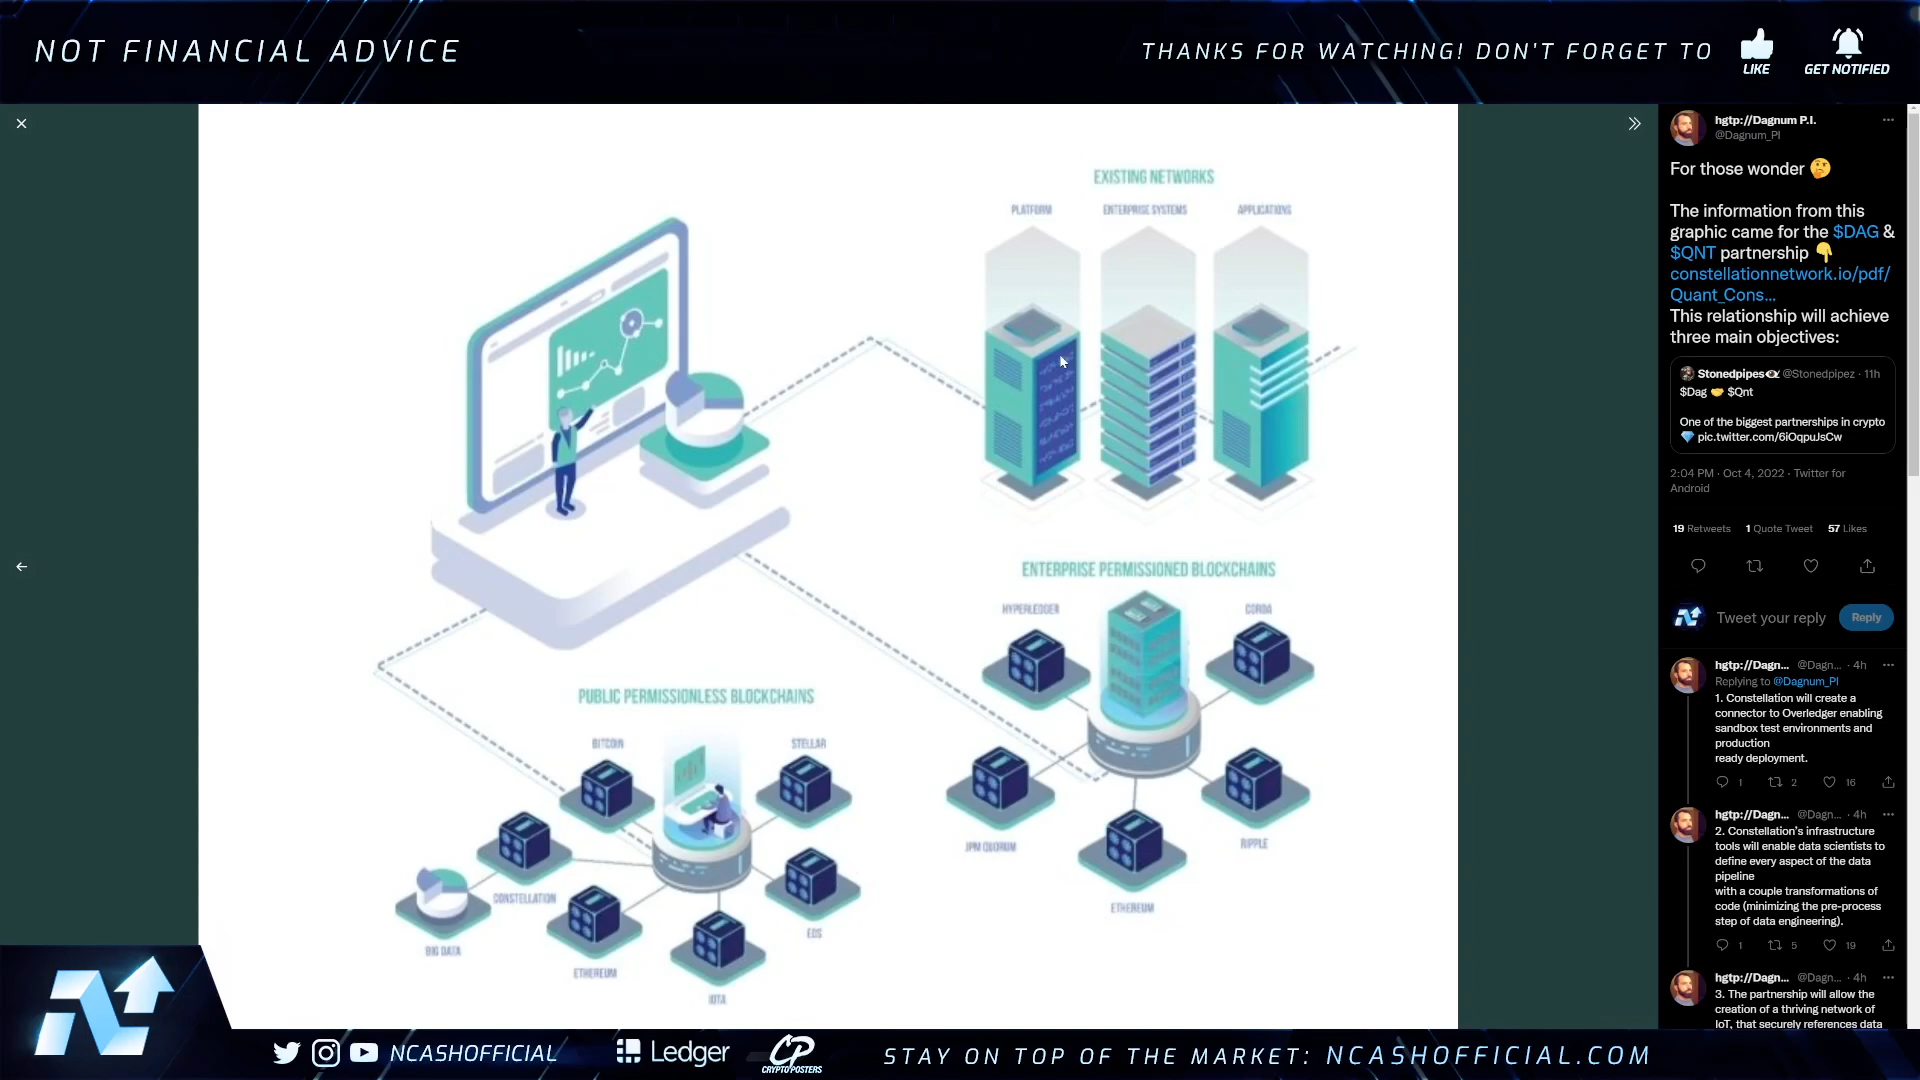 NOT FINANCIAL ADVICE
THANKS FOR WATCHING! DON'T FORGET TO
LIKE
GET NOTIFIED
EXISTING NETWORKS
PLATFORM
ENTERPRISE SYSTEMS
APPLICATIONS
ENTERPRISE PERMISSIONED BLOCKCHAINS
HYPERLEDGER
CORDA
JPM QUORUM
RIPPLE
ETHEREUM
PUBLIC PERMISSIONLESS BLOCKCHAINS
BITCOIN
STELLAR
CONSTELLATION
BIG DATA
EOS
ETHEREUM
IOTA
hgtp://Dagnum P.I.
@Dagnum_PI
For those wonder 🤔
The information from this
graphic came for the $DAG &
$QNT partnership 👇
constellationnetwork.io/pdf/
Quant_Cons...
This relationship will achieve
three main objectives:
Stonedpipes @Stonedpipez · 11h
$Dag 🤝 $Qnt
One of the biggest partnerships in crypto
💎 pic.twitter.com/6iOqpuJsCw
2:04 PM · Oct 4, 2022 · Twitter for
Android
19 Retweets 1 Quote Tweet 57 Likes
Tweet your reply
Reply
hgtp://Dagn... @Dagn... · 4h
Replying to @Dagnum_PI
1. Constellation will create a
connector to Overledger enabling
sandbox test environments and
production
ready deployment.
1 2 16
hgtp://Dagn... @Dagn... · 4h
2. Constellation's infrastructure
tools will enable data scientists to
define every aspect of the data
pipeline
with a couple transformations of
code (minimizing the pre-process
step of data engineering).
1 5 19
hgtp://Dagn... @Dagn... · 4h
3. The partnership will allow the
creation of a thriving network of
IoT, that securely references data
NCASHOFFICIAL
Ledger
CP
CRYPTOPOSTERS
STAY ON TOP OF THE MARKET: NCASHOFFICIAL.COM